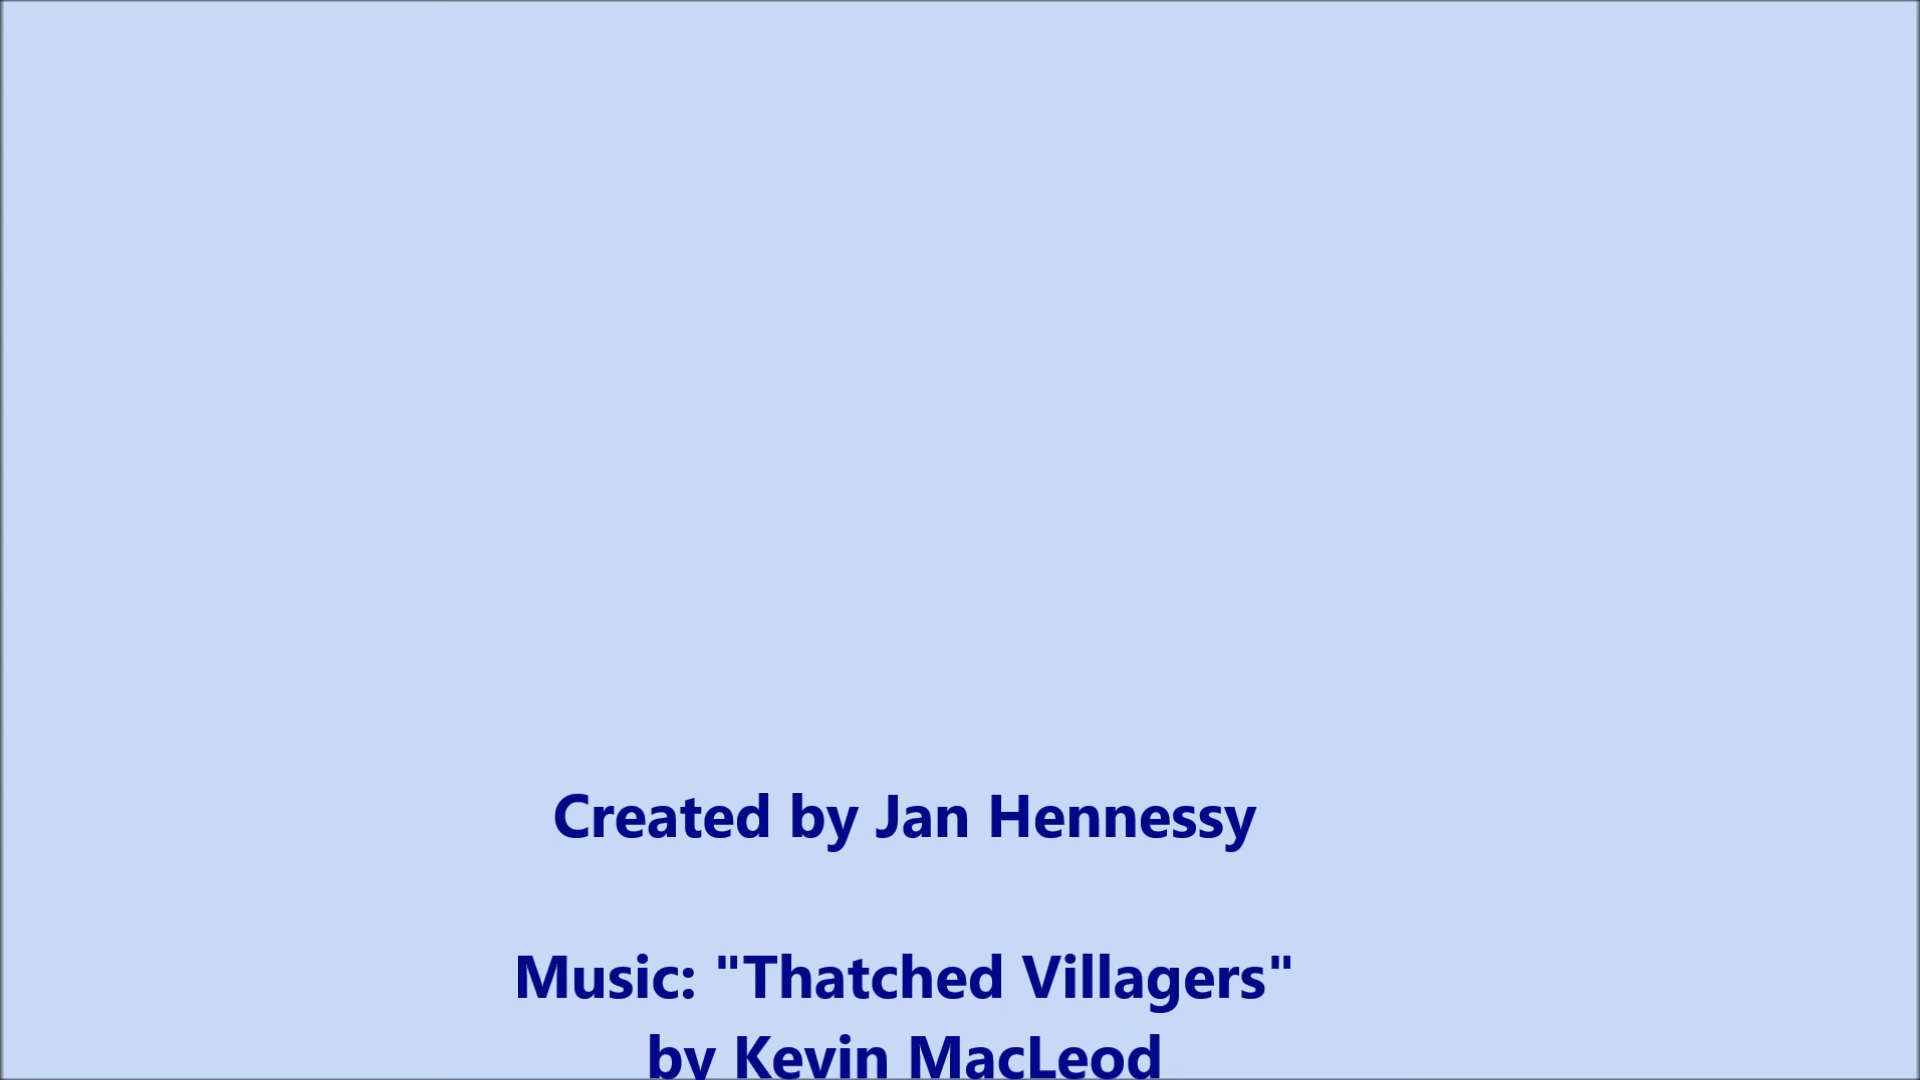 Created by Jan Hennessy
Music: "Thatched Villagers"
by Kevin MacLeod